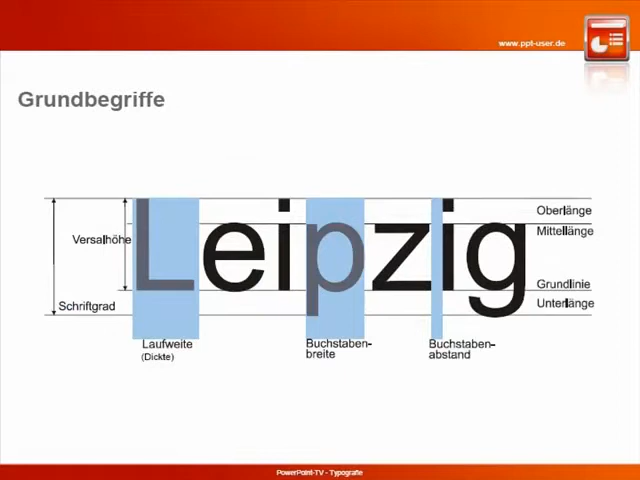 www.ppt-user.de
Grundbegriffe
Leipzig
Oberlänge
Mittellänge
Versalhöhe
Grundlinie
Unterlänge
Schriftgrad
Laufweite
(Dickte)
Buchstaben-
breite
Buchstaben-
abstand
PowerPoint-TV - Typografie